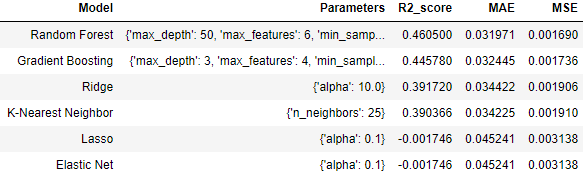 Model Parameters R2_score MAE MSE
Random Forest {'max_depth': 50, 'max_features': 6, 'min_samp... 0.460500 0.031971 0.001690
Gradient Boosting {'max_depth': 3, 'max_features': 4, 'min_sampl... 0.445780 0.032445 0.001736
Ridge {'alpha': 10.0} 0.391720 0.034422 0.001906
K-Nearest Neighbor {'n_neighbors': 25} 0.390366 0.034225 0.001910
Lasso {'alpha': 0.1} -0.001746 0.045241 0.003138
Elastic Net {'alpha': 0.1} -0.001746 0.045241 0.003138